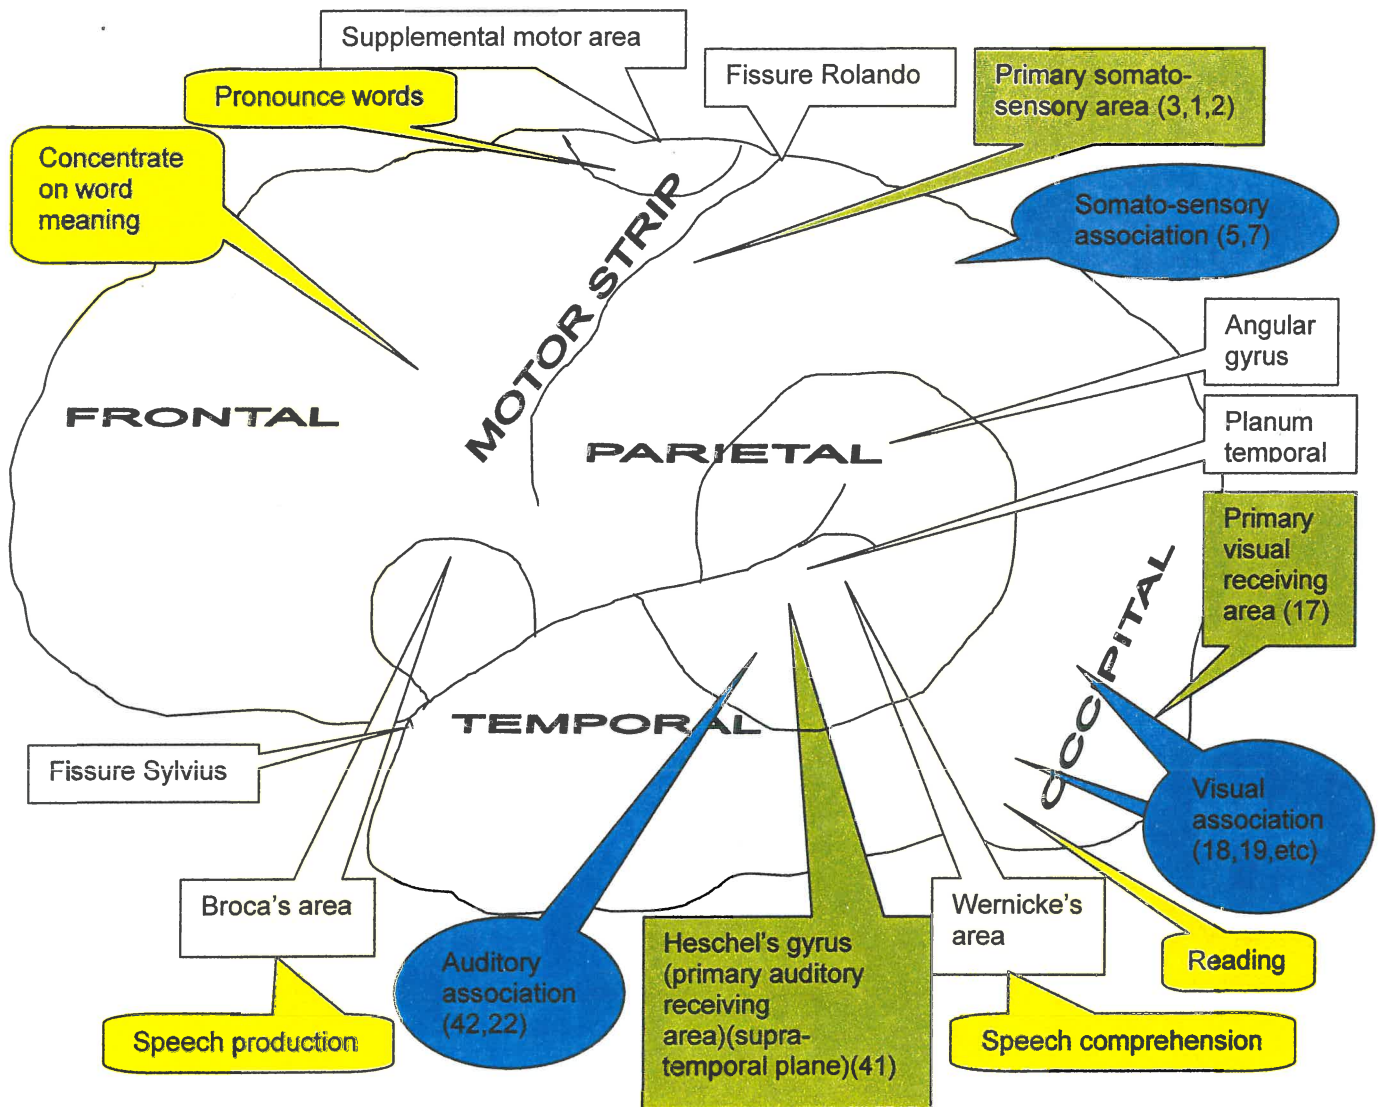 Supplemental motor area
Fissure Rolando
Primary somato-
sensory area (3,1,2)
Pronounce words
Concentrate
on word
meaning
Somato-sensory
association (5,7)
MOTOR STRIP
Angular
gyrus
FRONTAL
PARIETAL
Planum
temporal
Primary
visual
receiving
area (17)
OCCIPITAL
TEMPORAL
Fissure Sylvius
Visual
association
(18,19,etc)
Broca's area
Wernicke's
area
Auditory
association
(42,22)
Heschel's gyrus
(primary auditory
receiving
area)(supra-
temporal plane)(41)
Reading
Speech production
Speech comprehension